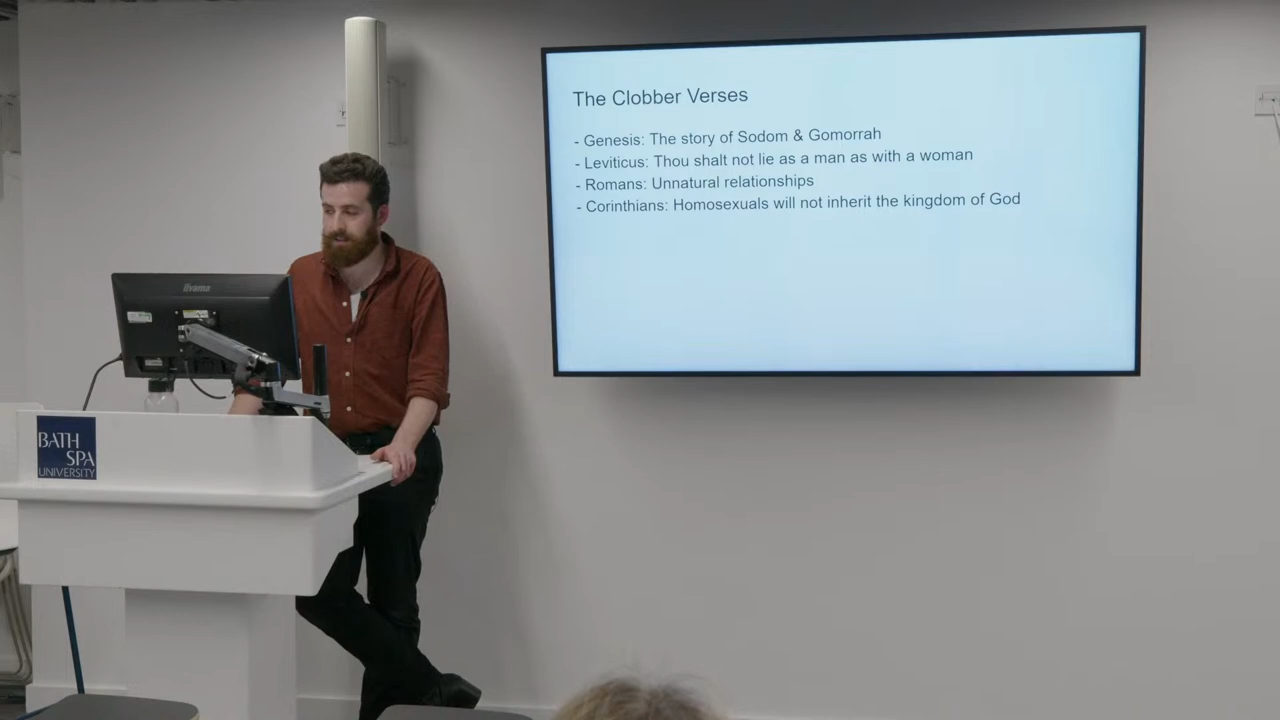 The Clobber Verses
- Genesis: The story of Sodom & Gomorrah
- Leviticus: Thou shalt not lie as a man as with a woman
- Romans: Unnatural relationships
- Corinthians: Homosexuals will not inherit the kingdom of God
iiyama
BATH
SPA
UNIVERSITY